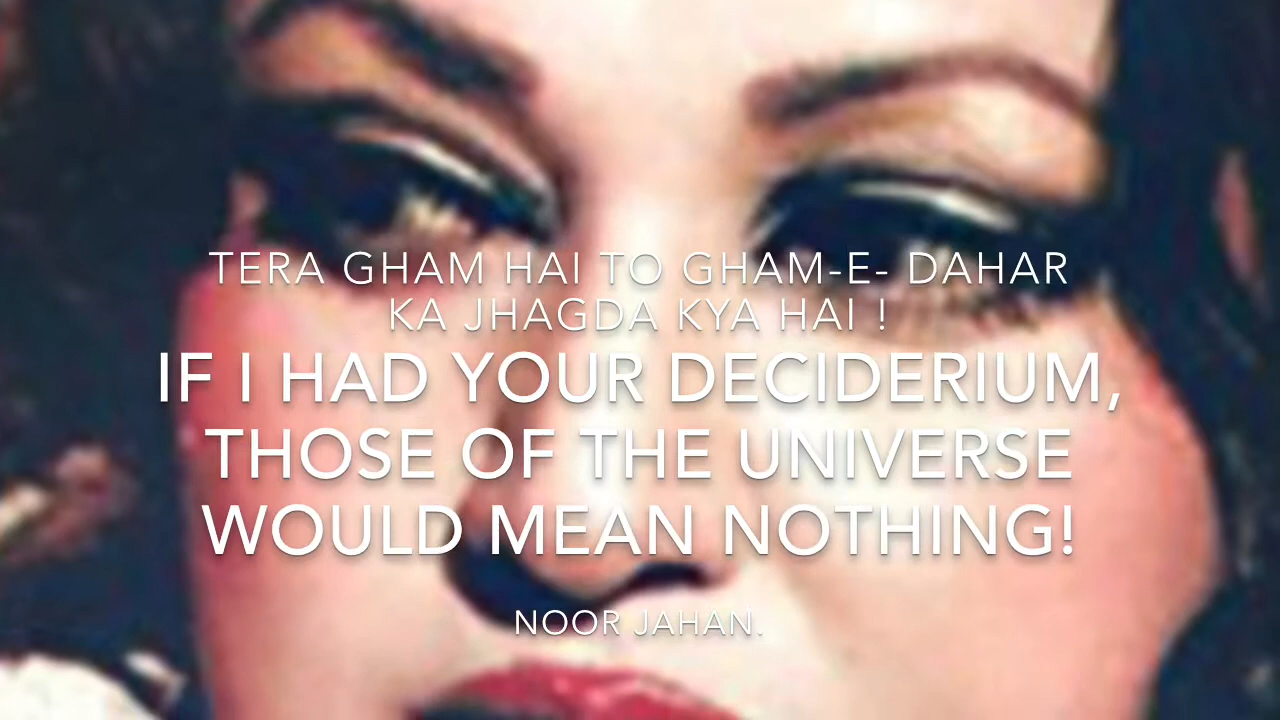 TERA GHAM HAI TO GHAM-E- DAHAR
KA JHAGDA KYA HAI !
IF I HAD YOUR DECIDERIUM,
THOSE OF THE UNIVERSE
WOULD MEAN NOTHING!
NOOR JAHAN.